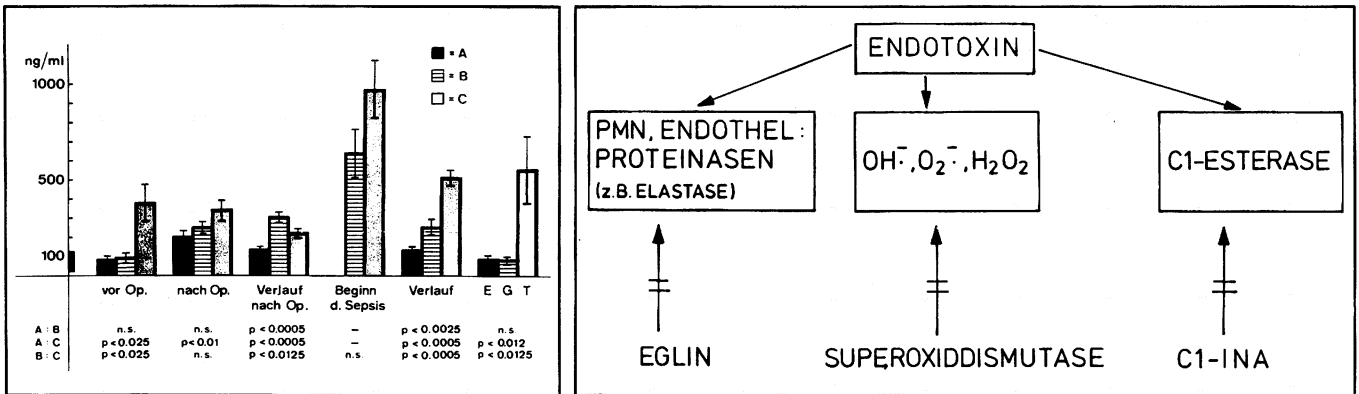 ng/ml
1000
500
100
■ = A
▤ = B
□ = C
vor Op. nach Op. Verlauf nach Op. Beginn d. Sepsis Verlauf E G T
A : B n.s. n.s. p < 0.0005 – p < 0.0025 n.s.
A : C p < 0.025 p < 0.01 p < 0.0005 – p < 0.0005 p < 0.012
B : C p < 0.025 n.s. p < 0.0125 n.s. p < 0.0005 p < 0.0125
ENDOTOXIN
PMN, ENDOTHEL:
PROTEINASEN
(z.B. ELASTASE)
OH⁻·, O₂⁻·, H₂O₂
C1-ESTERASE
EGLIN
SUPEROXIDDISMUTASE
C1-INA